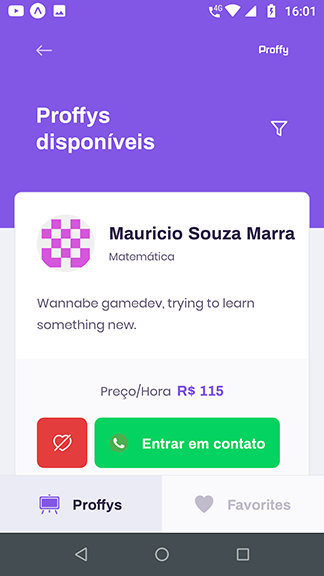 4G
16:01
Proffy
Proffys
disponíveis
Mauricio Souza Marra
Matemática
Wannabe gamedev, trying to learn
something new.
Preço/Hora R$ 115
Entrar em contato
Proffys
Favorites